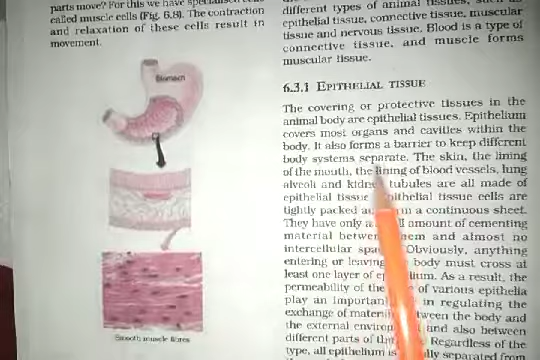 parts move? For this we have specialised cells
called muscle cells (Fig. 6.8). The contraction
and relaxation of these cells result in
movement.
Stomach
Smooth muscle fibres
different types of animal tissues, such as
epithelial tissue, connective tissue, muscular
tissue and nervous tissue. Blood is a type of
connective tissue, and muscle forms
muscular tissue.
6.3.1 EPITHELIAL TISSUE
The covering or protective tissues in the
animal body are epithelial tissues. Epithelium
covers most organs and cavities within the
body. It also forms a barrier to keep different
body systems separate. The skin, the lining
of the mouth, the lining of blood vessels, lung
alveoli and kidney tubules are all made of
epithelial tissue. Epithelial tissue cells are
tightly packed and form a continuous sheet.
They have only a small amount of cementing
material between them and almost no
intercellular spaces. Obviously, anything
entering or leaving the body must cross at
least one layer of epithelium. As a result, the
permeability of the of various epithelia
play an important in regulating the
exchange of materials between the body and
the external environment and also between
different parts of the Regardless of the
type, all epithelium is separated from